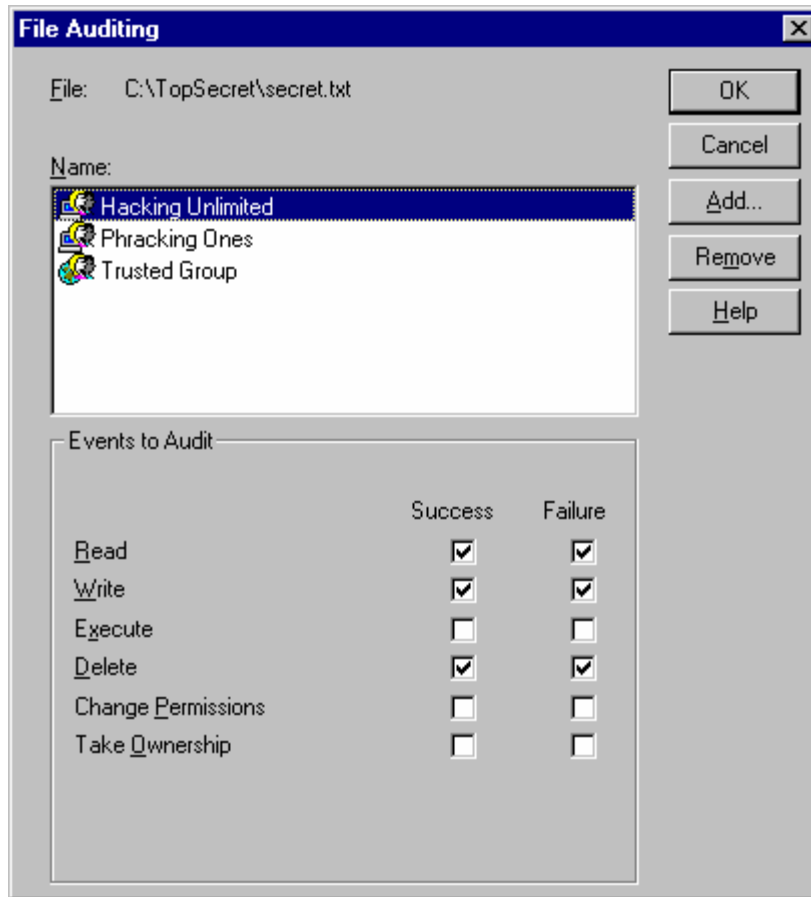 File Auditing
File: C:\TopSecret\secret.txt
OK
Cancel
Name:
Add...
Hacking Unlimited
Phracking Ones
Remove
Trusted Group
Help
Events to Audit
Success Failure
Read
Write
Execute
Delete
Change Permissions
Take Ownership